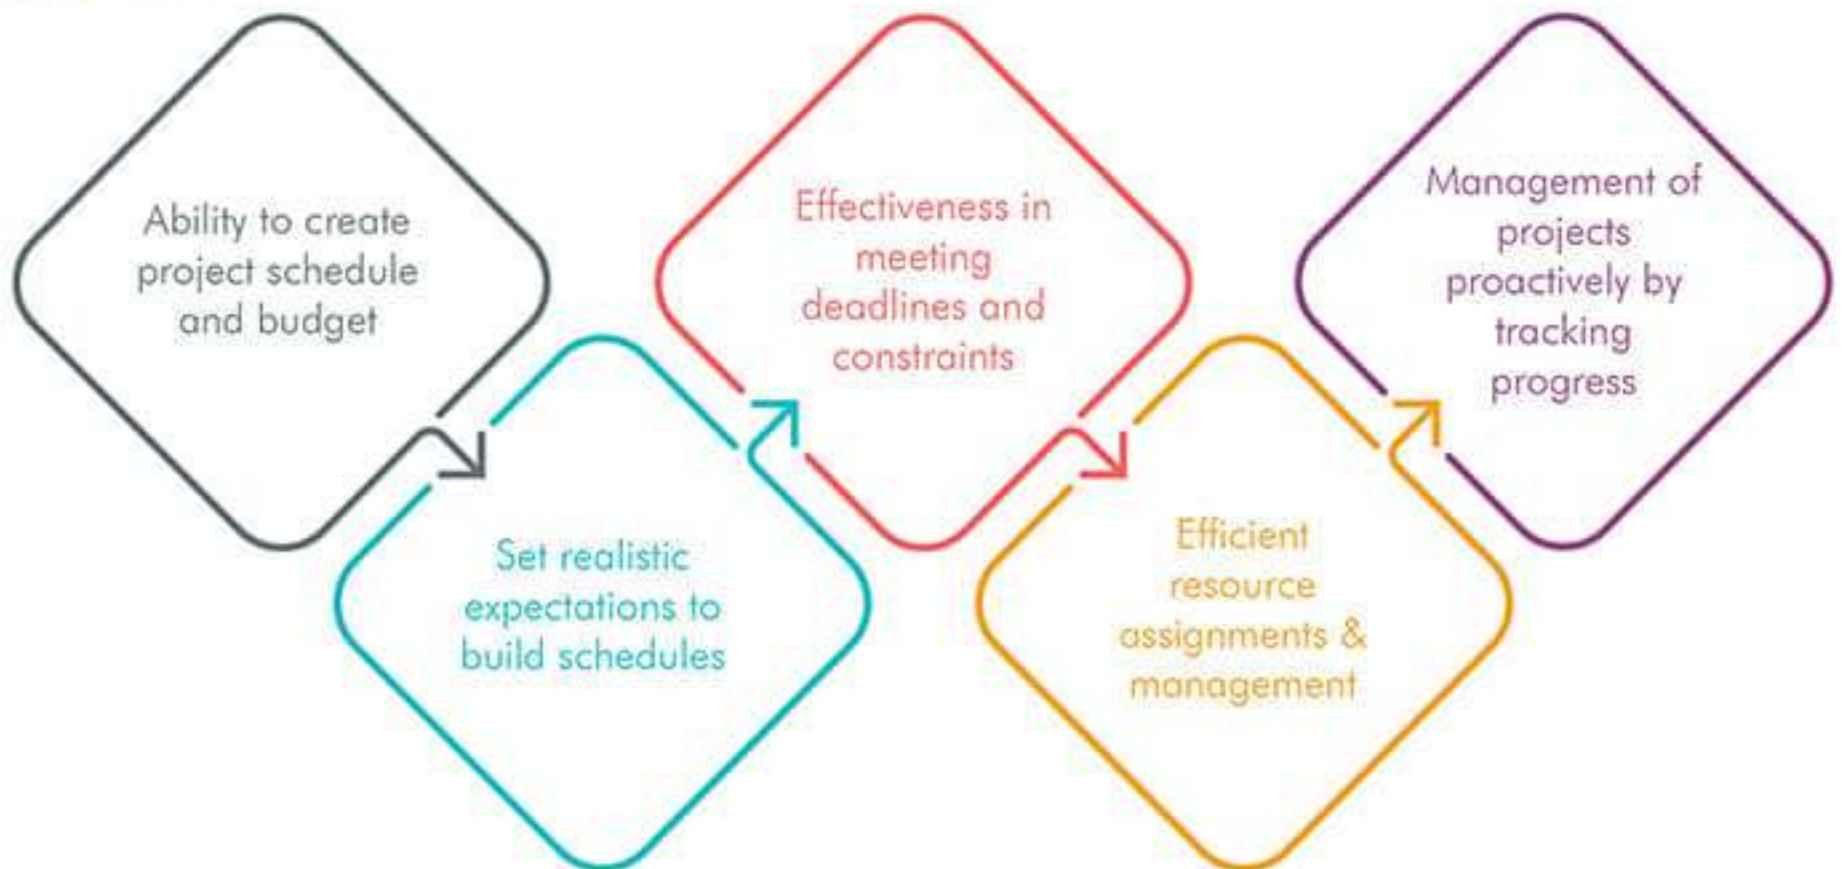 Ability to create
project schedule
and budget
Set realistic
expectations to
build schedules
Effectiveness in
meeting
deadlines and
constraints
Efficient
resource
assignments &
management
Management of
projects
proactively by
tracking
progress